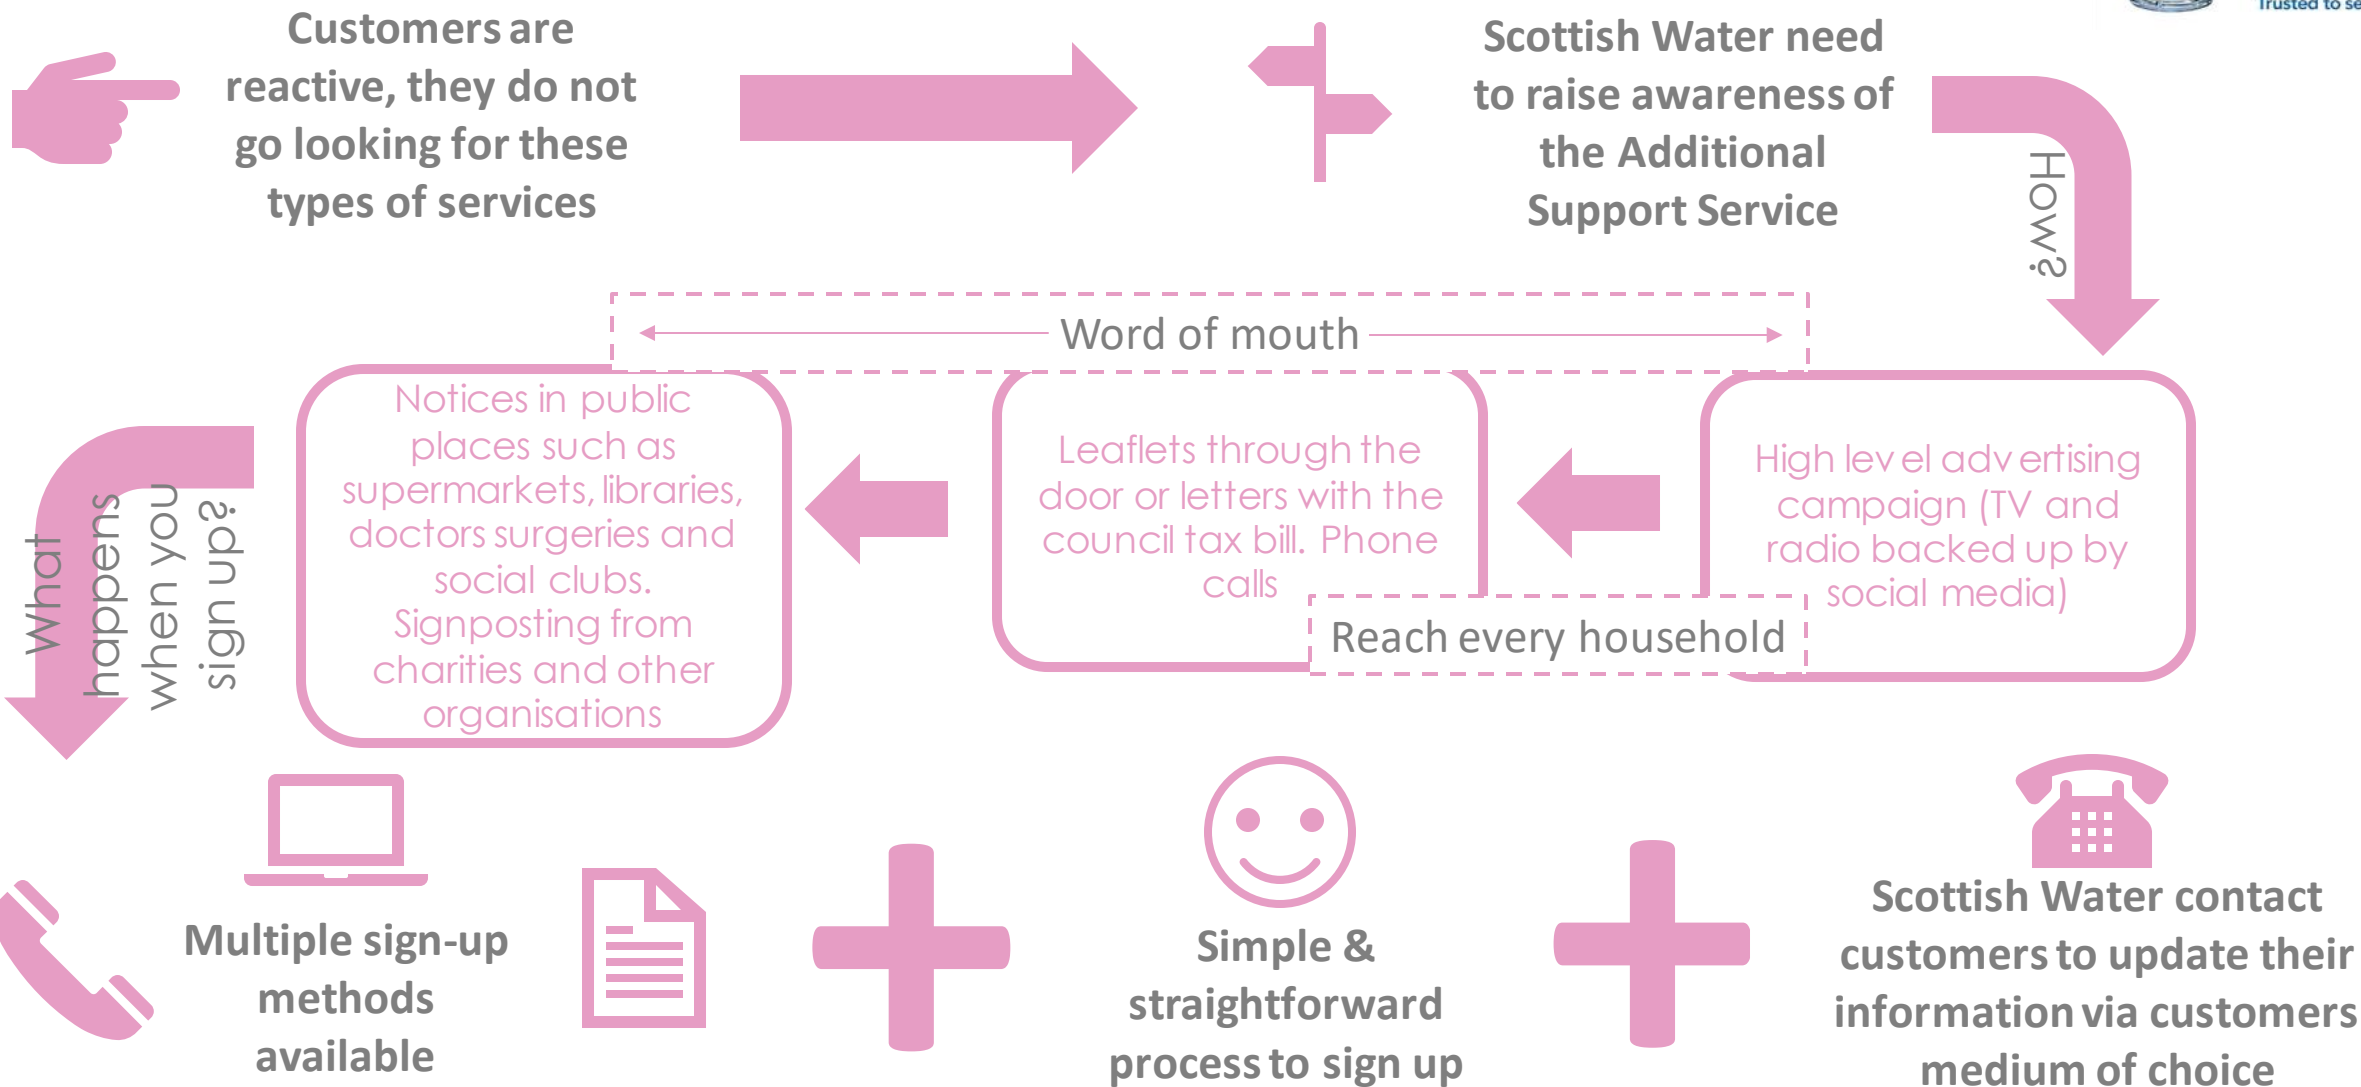 Trusted to se
Customers are
reactive, they do not
go looking for these
types of services
Scottish Water need
to raise awareness of
the Additional
Support Service
How?
Word of mouth
High level advertising
campaign (TV and
radio backed up by
social media)
Leaflets through the
door or letters with the
council tax bill. Phone
calls
Reach every household
Notices in public
places such as
supermarkets, libraries,
doctors surgeries and
social clubs.
Signposting from
charities and other
organisations
What
happens
when you
sign up?
Multiple sign-up
methods
available
Simple &
straightforward
process to sign up
Scottish Water contact
customers to update their
information via customers
medium of choice